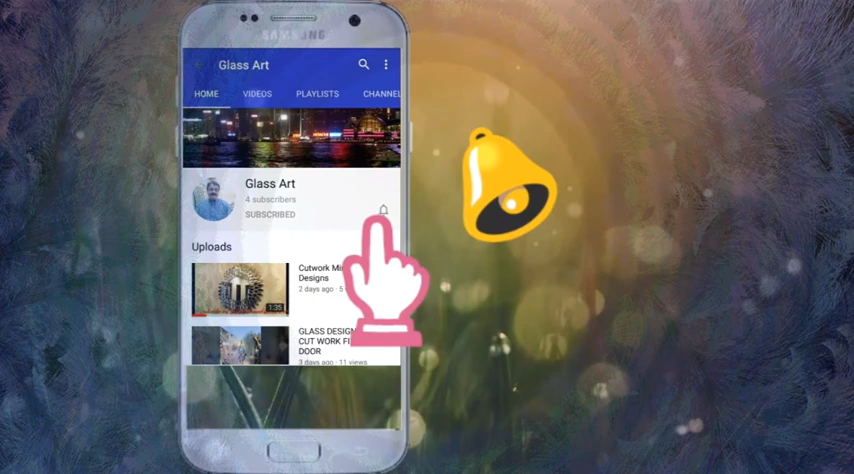 SAMSUNG
Glass Art
HOME VIDEOS PLAYLISTS CHANNEL
Glass Art
4 subscribers
SUBSCRIBED
Uploads
Cutwork
Designs
2 days ago · 5
1:35
GLASS DESIGN
CUT WORK
DOOR
3 days ago · 11 views